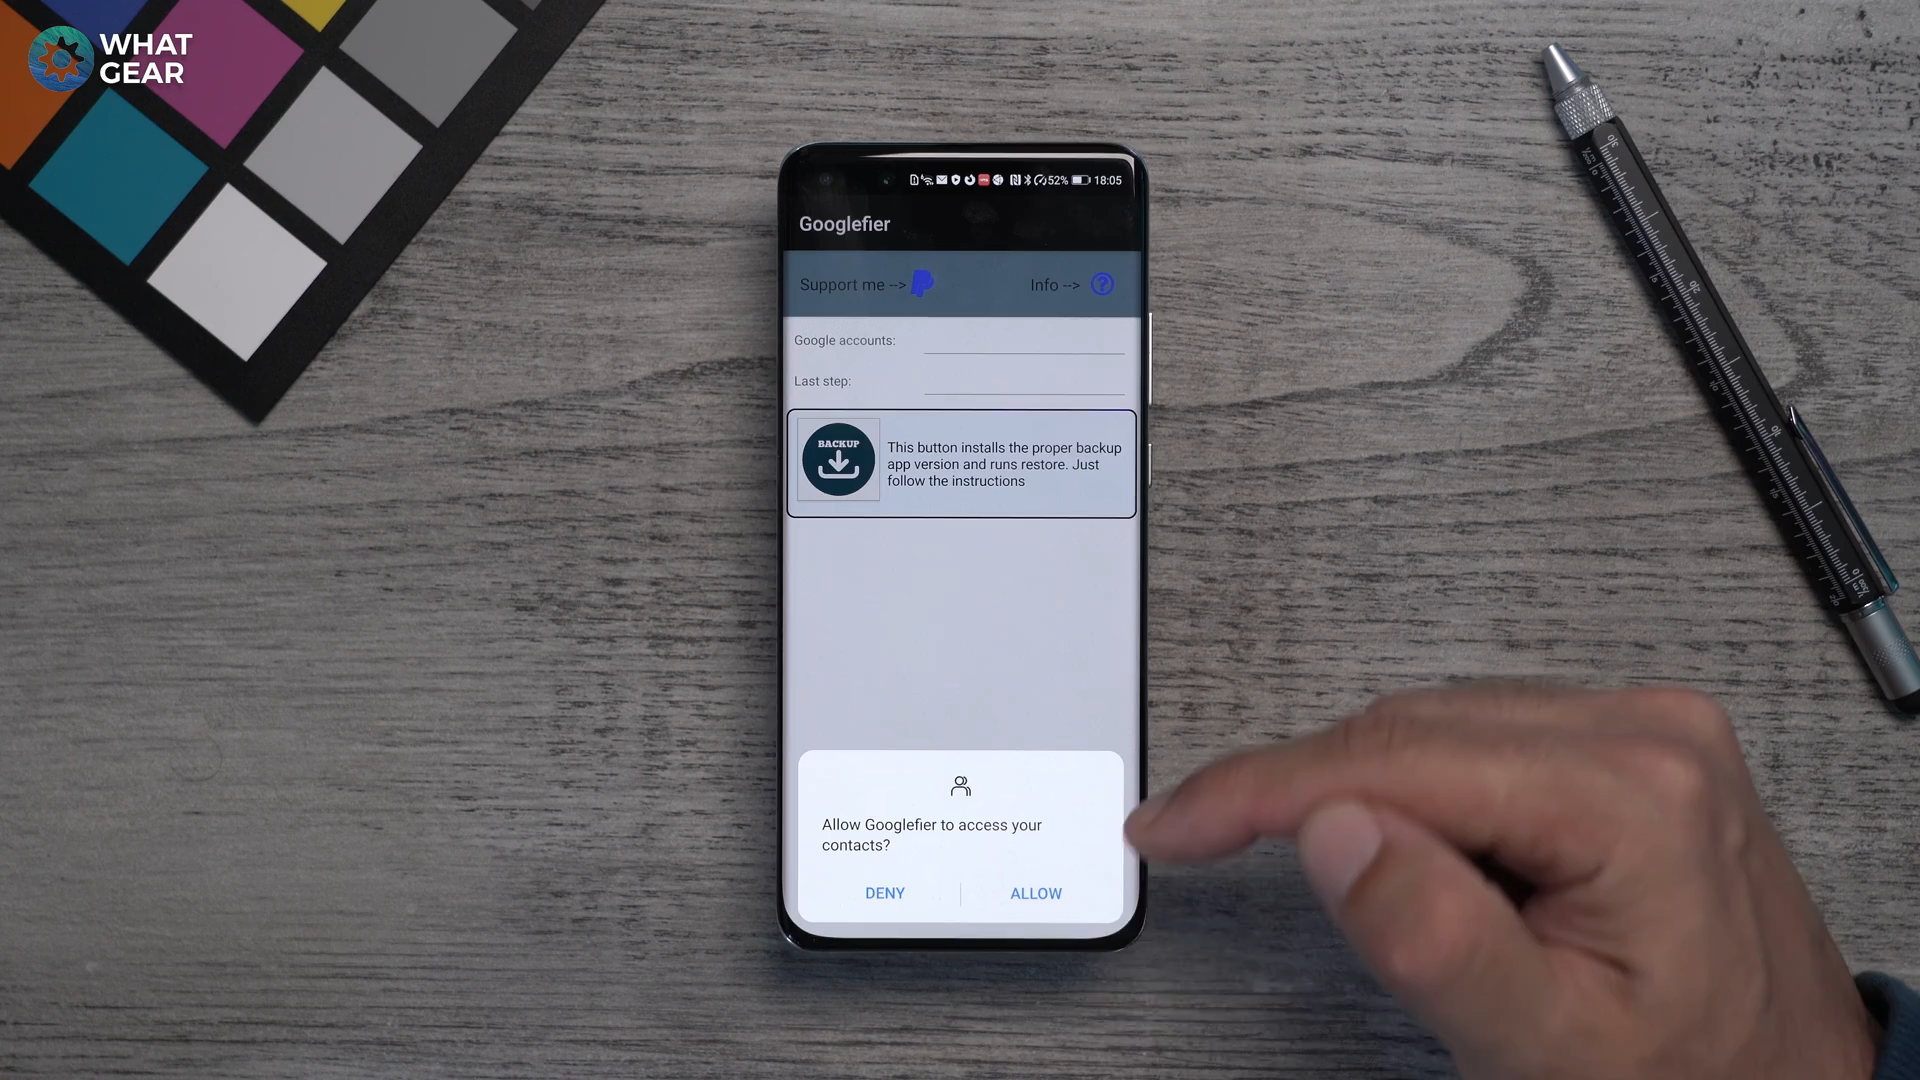 WHAT
GEAR
52% 18:05
Googlefier
Support me -->
Info -->
Google accounts:
Last step:
BACKUP
This button installs the proper backup
app version and runs restore. Just
follow the instructions
Allow Googlefier to access your
contacts?
DENY
ALLOW